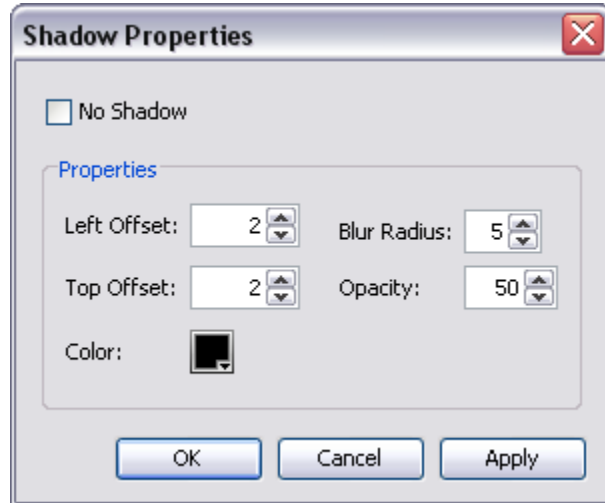 Shadow Properties
No Shadow
Properties
Left Offset: 2 Blur Radius: 5
Top Offset: 2 Opacity: 50
Color:
OK Cancel Apply